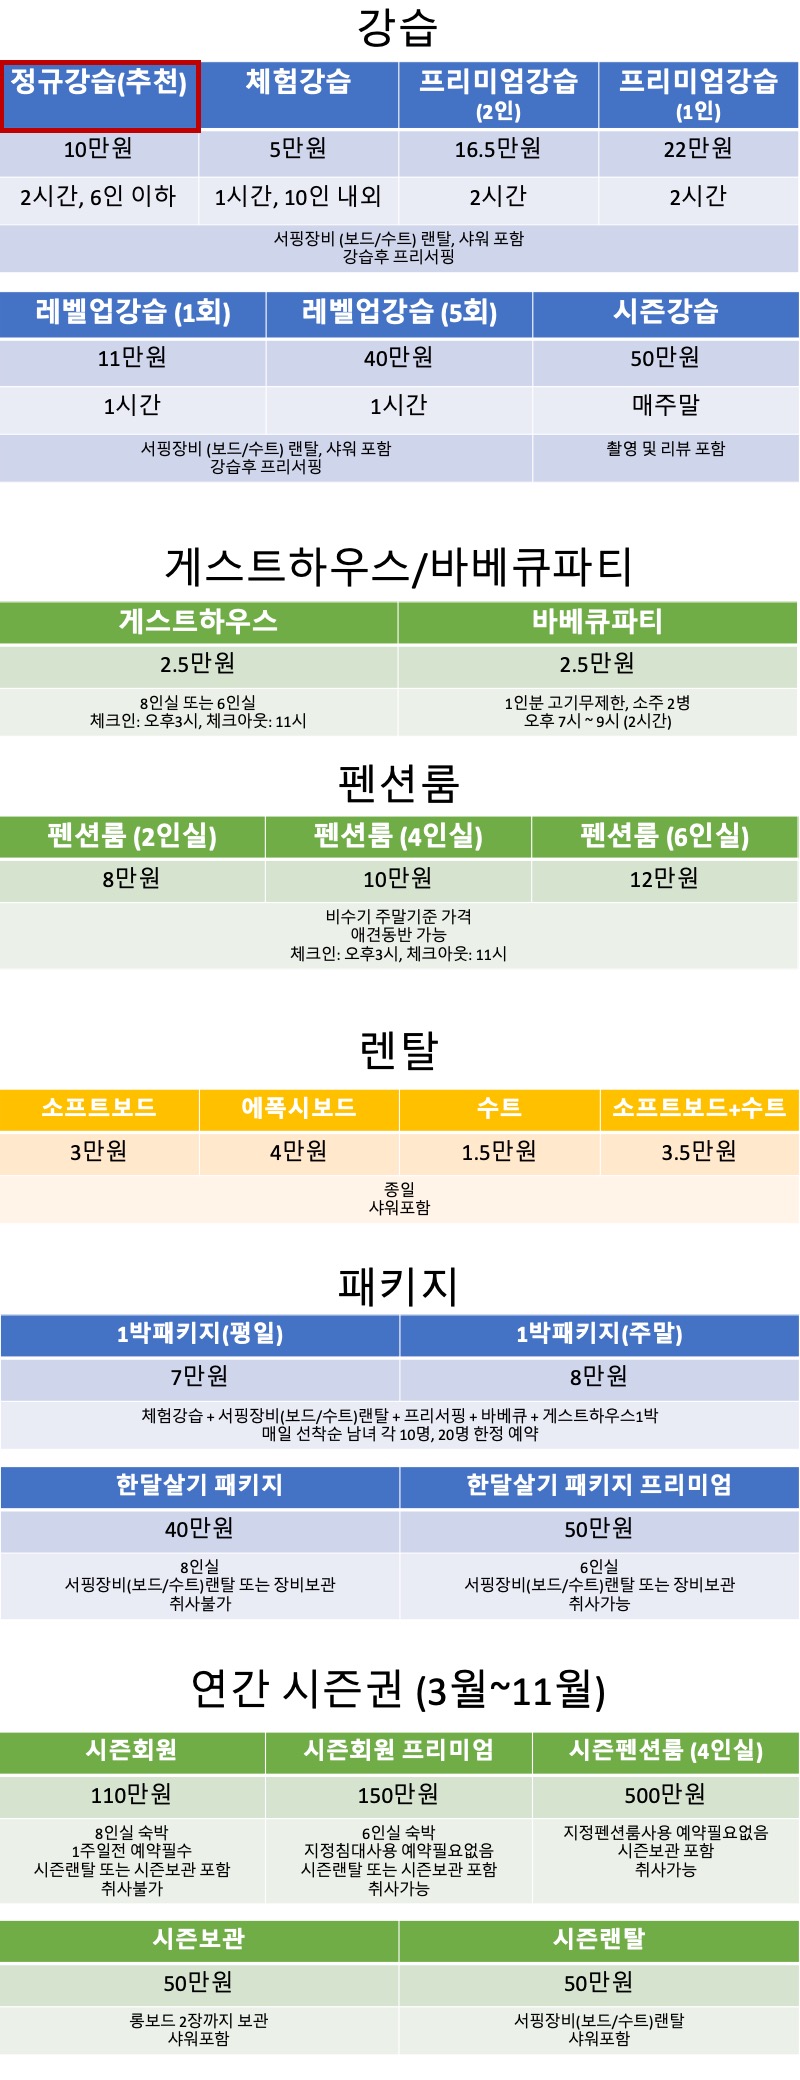 강습
정규강습(추천) 체험강습 프리미엄강습 프리미엄강습
(2인) (1인)
10만원 5만원 16.5만원 22만원
2시간, 6인 이하 1시간, 10인 내외 2시간 2시간
서핑장비 (보드/수트) 랜탈, 샤워 포함
강습후 프리서핑
레벨업강습 (1회) 레벨업강습 (5회) 시즌강습
11만원 40만원 50만원
1시간 1시간 매주말
서핑장비 (보드/수트) 랜탈, 샤워 포함 촬영 및 리뷰 포함
강습후 프리서핑
게스트하우스/바베큐파티
게스트하우스 바베큐파티
2.5만원 2.5만원
8인실 또는 6인실 1인분 고기무제한, 소주 2병
체크인: 오후3시, 체크아웃: 11시 오후 7시 ~ 9시 (2시간)
펜션룸
펜션룸 (2인실) 펜션룸 (4인실) 펜션룸 (6인실)
8만원 10만원 12만원
비수기 주말기준 가격
애견동반 가능
체크인: 오후3시, 체크아웃: 11시
렌탈
소프트보드 에폭시보드 수트 소프트보드+수트
3만원 4만원 1.5만원 3.5만원
종일
샤워포함
패키지
1박패키지(평일) 1박패키지(주말)
7만원 8만원
체험강습 + 서핑장비(보드/수트)랜탈 + 프리서핑 + 바베큐 + 게스트하우스1박
매일 선착순 남녀 각 10명, 20명 한정 예약
한달살기 패키지 한달살기 패키지 프리미엄
40만원 50만원
8인실 6인실
서핑장비(보드/수트)랜탈 또는 장비보관 서핑장비(보드/수트)랜탈 또는 장비보관
취사불가 취사가능
연간 시즌권 (3월~11월)
시즌회원 시즌회원 프리미엄 시즌펜션룸 (4인실)
110만원 150만원 500만원
8인실 숙박 6인실 숙박 지정펜션룸사용 예약필요없음
1주일전 예약필수 지정침대사용 예약필요없음 시즌보관 포함
시즌랜탈 또는 시즌보관 포함 시즌랜탈 또는 시즌보관 포함 취사가능
취사불가 취사가능
시즌보관 시즌랜탈
50만원 50만원
롱보드 2장까지 보관 서핑장비(보드/수트)랜탈
샤워포함 샤워포함